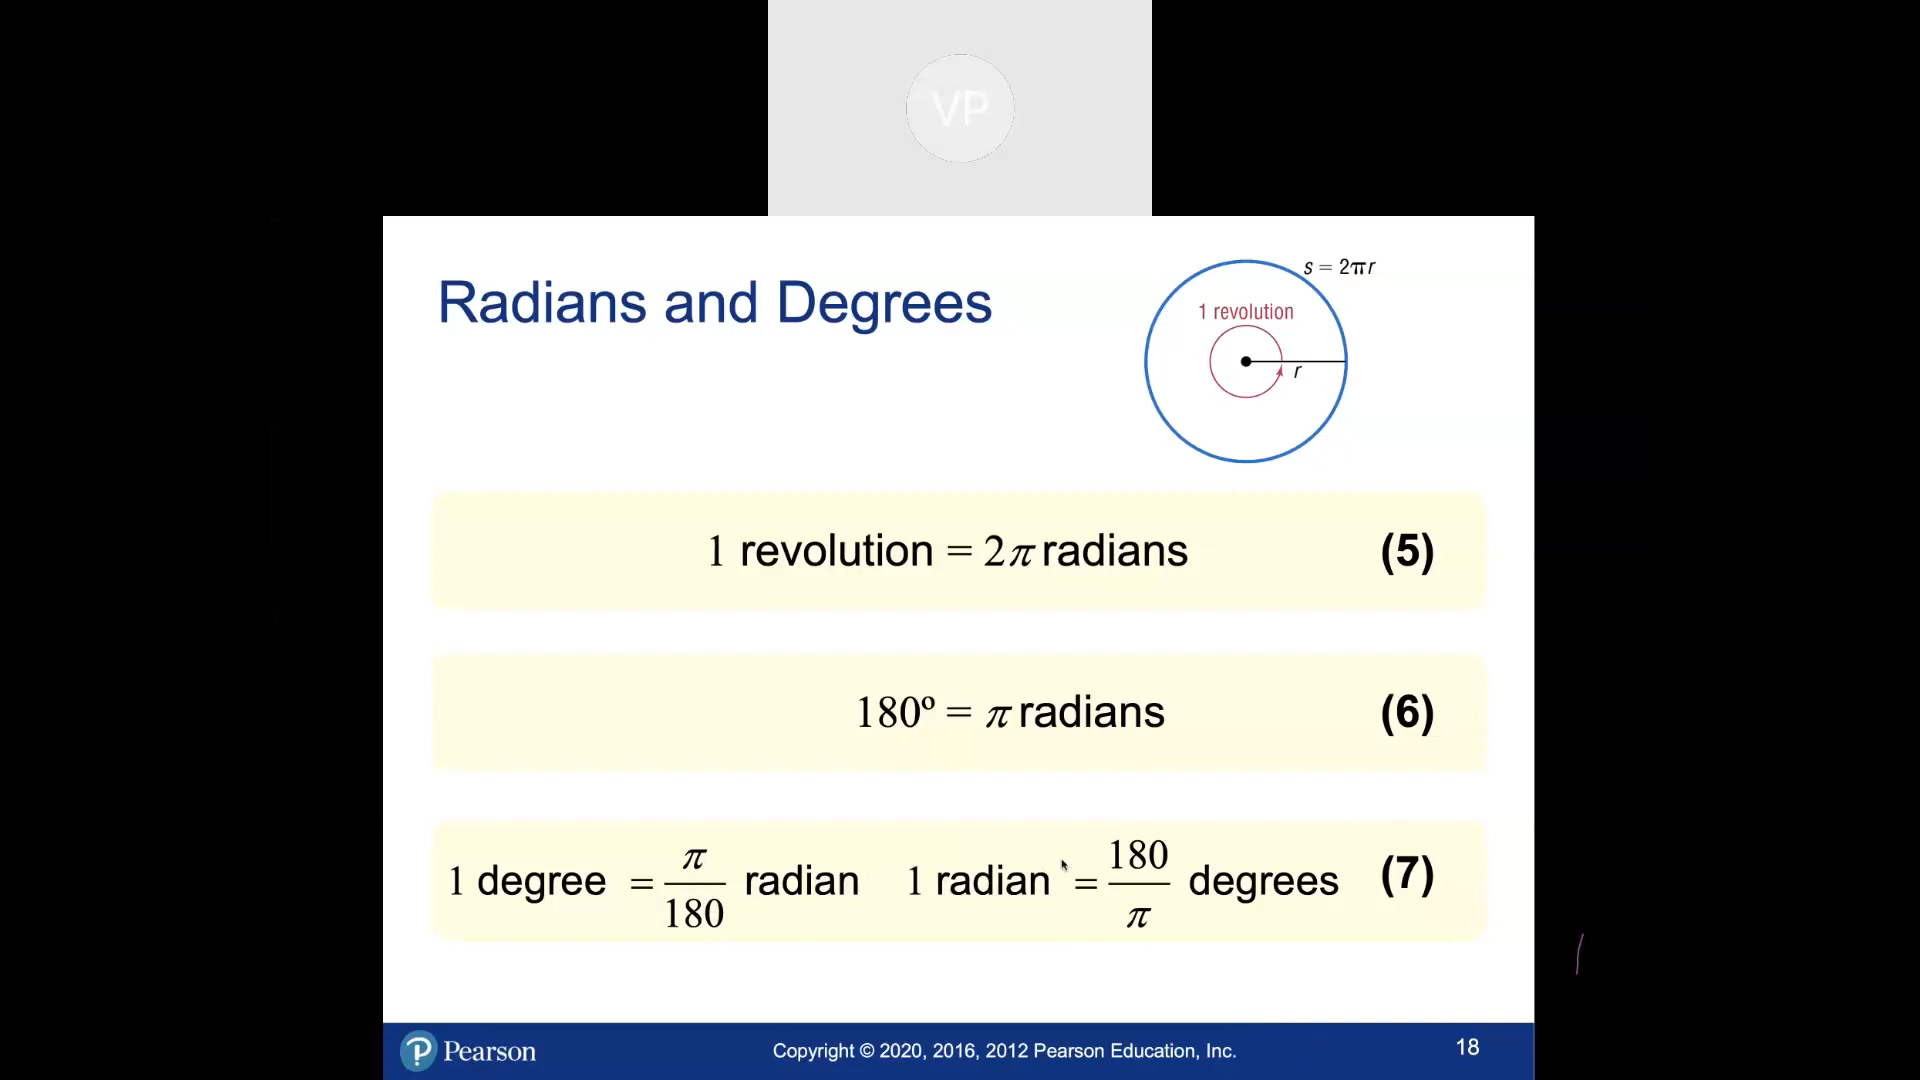 VP
Radians and Degrees
s = 2πr
1 revolution
r
1 revolution = 2π radians (5)
180º = π radians (6)
1 degree = π/180 radian 1 radian = 180/π degrees (7)
Pearson Copyright © 2020, 2016, 2012 Pearson Education, Inc. 18